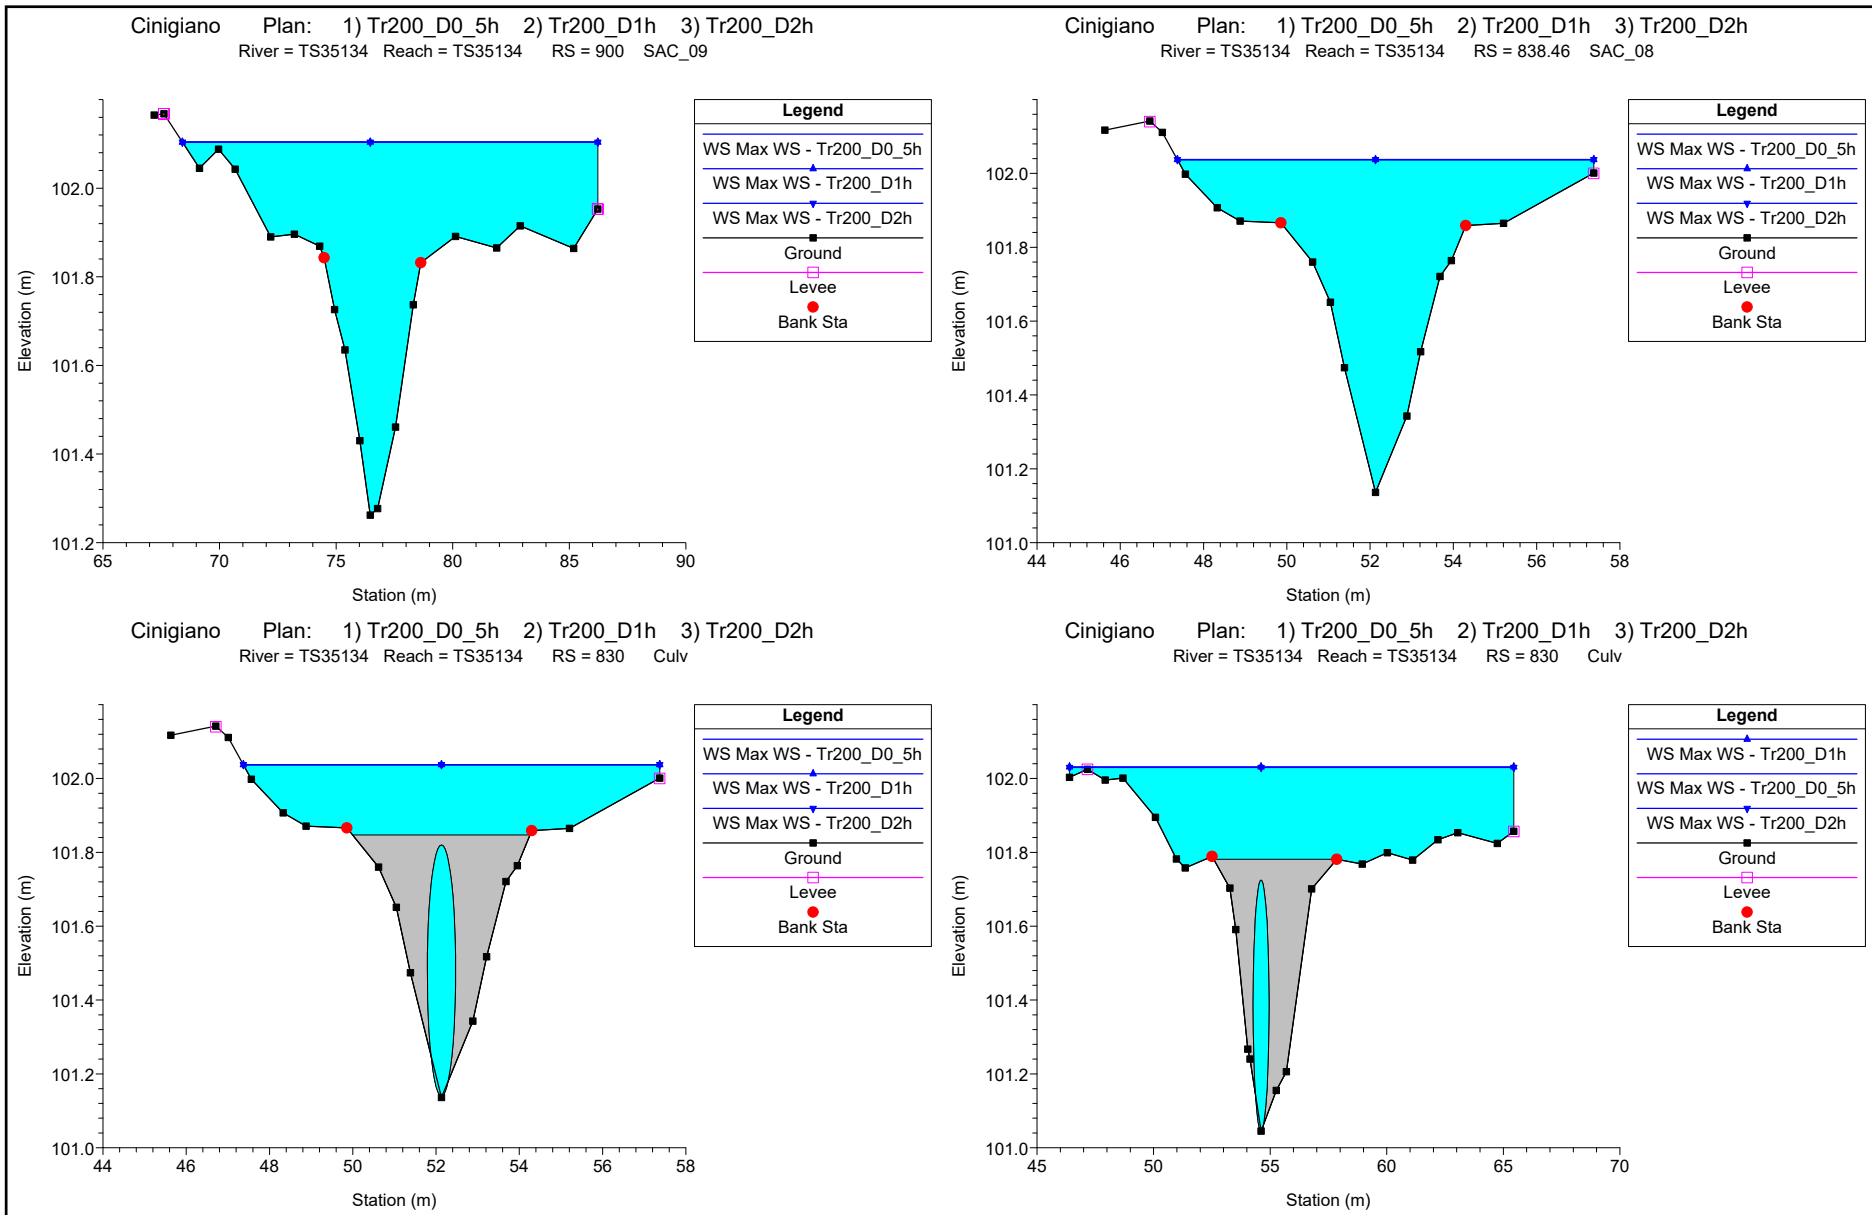 Cinigiano Plan: 1) Tr200_D0_5h 2) Tr200_D1h 3) Tr200_D2h
River = TS35134 Reach = TS35134 RS = 900 SAC_09
Legend
WS Max WS - Tr200_D0_5h
WS Max WS - Tr200_D1h
WS Max WS - Tr200_D2h
Ground
Levee
Bank Sta
Elevation (m)
102.0
101.8
101.6
101.4
101.2
65 70 75 80 85 90
Station (m)
Cinigiano Plan: 1) Tr200_D0_5h 2) Tr200_D1h 3) Tr200_D2h
River = TS35134 Reach = TS35134 RS = 838.46 SAC_08
Legend
WS Max WS - Tr200_D0_5h
WS Max WS - Tr200_D1h
WS Max WS - Tr200_D2h
Ground
Levee
Bank Sta
Elevation (m)
102.0
101.8
101.6
101.4
101.2
101.0
44 46 48 50 52 54 56 58
Station (m)
Cinigiano Plan: 1) Tr200_D0_5h 2) Tr200_D1h 3) Tr200_D2h
River = TS35134 Reach = TS35134 RS = 830 Culv
Legend
WS Max WS - Tr200_D0_5h
WS Max WS - Tr200_D1h
WS Max WS - Tr200_D2h
Ground
Levee
Bank Sta
Elevation (m)
102.0
101.8
101.6
101.4
101.2
101.0
44 46 48 50 52 54 56 58
Station (m)
Cinigiano Plan: 1) Tr200_D0_5h 2) Tr200_D1h 3) Tr200_D2h
River = TS35134 Reach = TS35134 RS = 830 Culv
Legend
WS Max WS - Tr200_D1h
WS Max WS - Tr200_D0_5h
WS Max WS - Tr200_D2h
Ground
Levee
Bank Sta
Elevation (m)
102.0
101.8
101.6
101.4
101.2
101.0
45 50 55 60 65 70
Station (m)